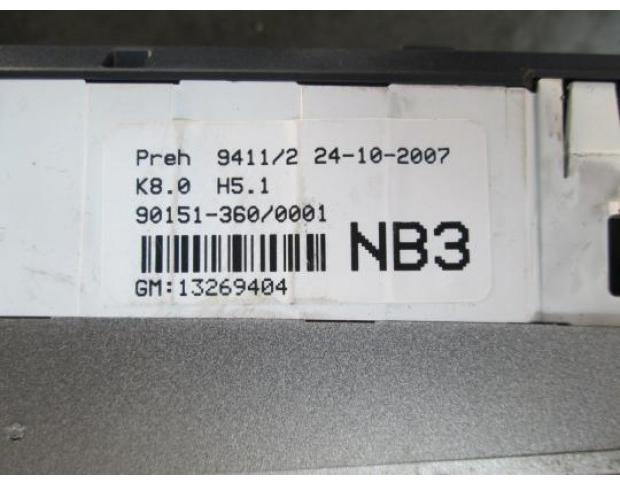 Preh 9411/2 24-10-2007
K8.0 H5.1
90151-360/0001
NB3
GM:13269404